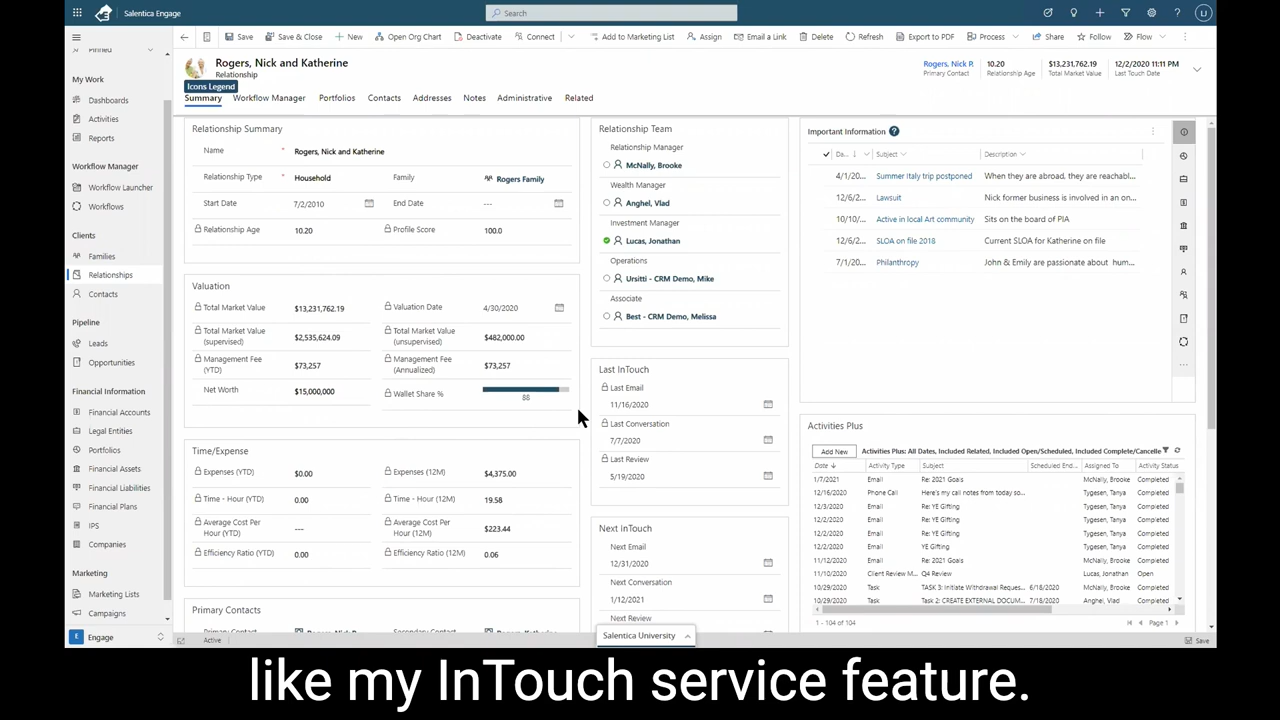 Salentica Engage
Search
Save
Save & Close
New
Open Org Chart
Deactivate
Connect
Add to Marketing List
Assign
Email a Link
Delete
Refresh
Export to PDF
Process
Share
Follow
Flow
Pinned
My Work
Dashboards
Activities
Reports
Workflow Manager
Workflow Launcher
Workflows
Clients
Families
Relationships
Contacts
Pipeline
Leads
Opportunities
Financial Information
Financial Accounts
Legal Entities
Portfolios
Financial Assets
Financial Liabilities
Financial Plans
IPS
Companies
Marketing
Marketing Lists
Campaigns
E Engage
Rogers, Nick and Katherine
Relationship
Icons Legend
Rogers, Nick P.
Primary Contact
10.20
Relationship Age
$13,231,762.19
Total Market Value
12/2/2020 11:11 PM
Last Touch Date
Summary Workflow Manager Portfolios Contacts Addresses Notes Administrative Related
Relationship Summary
Name * Rogers, Nick and Katherine
Relationship Type * Household Family Rogers Family
Start Date 7/2/2010 End Date ---
Relationship Age 10.20 Profile Score 100.0
Valuation
Total Market Value $13,231,762.19 Valuation Date 4/30/2020
Total Market Value (supervised) $2,535,624.09 Total Market Value (unsupervised) $482,000.00
Management Fee (YTD) $73,257 Management Fee (Annualized) $73,257
Net Worth $15,000,000 Wallet Share % 88
Time/Expense
Expenses (YTD) $0.00 Expenses (12M) $4,375.00
Time - Hour (YTD) 0.00 Time - Hour (12M) 19.58
Average Cost Per Hour (YTD) --- Average Cost Per Hour (12M) $223.44
Efficiency Ratio (YTD) 0.00 Efficiency Ratio (12M) 0.06
Primary Contacts
Relationship Team
Relationship Manager
McNally, Brooke
Wealth Manager
Anghel, Vlad
Investment Manager
Lucas, Jonathan
Operations
Ursitti - CRM Demo, Mike
Associate
Best - CRM Demo, Melissa
Last InTouch
Last Email
11/16/2020
Last Conversation
7/7/2020
Last Review
5/19/2020
Next InTouch
Next Email
12/31/2020
Next Conversation
1/12/2021
Next Review
Important Information
Da... Subject Description
4/1/20... Summer Italy trip postponed When they are abroad, they are reachabl...
12/6/2... Lawsuit Nick former business is involved in an on...
10/10/... Active in local Art community Sits on the board of PIA
12/6/2... SLOA on file 2018 Current SLOA for Katherine on file
7/1/20... Philanthropy John & Emily are passionate about hum...
Activities Plus
Add New Activities Plus: All Dates, Included Related, Included Open/Scheduled, Included Complete/Cancelle
Date Activity Type Subject Scheduled End... Assigned To Activity Status
1/7/2021 Email Re: 2021 Goals McNally, Brooke Completed
12/16/2020 Phone Call Here's my call notes from today so... Tygesen, Tanya Completed
12/3/2020 Email Re: YE Gifting McNally, Brooke Completed
12/2/2020 Email Re: YE Gifting Tygesen, Tanya Completed
12/2/2020 Email Re: YE Gifting Tygesen, Tanya Completed
12/2/2020 Email YE Gifting Tygesen, Tanya Completed
11/12/2020 Email Re: 2021 Goals McNally, Brooke Completed
11/10/2020 Client Review M... Q4 Review Lucas, Jonathan Open
10/29/2020 Task TASK 3: Initiate Withdrawal Reques... 6/18/2020 McNally, Brooke Completed
10/29/2020 Task Task 2: CREATE EXTERNAL DOCUM... 7/18/2020 Anghel, Vlad Completed
1 - 104 of 104 Page 1
Salentica University
Active
Save
like my InTouch service feature.